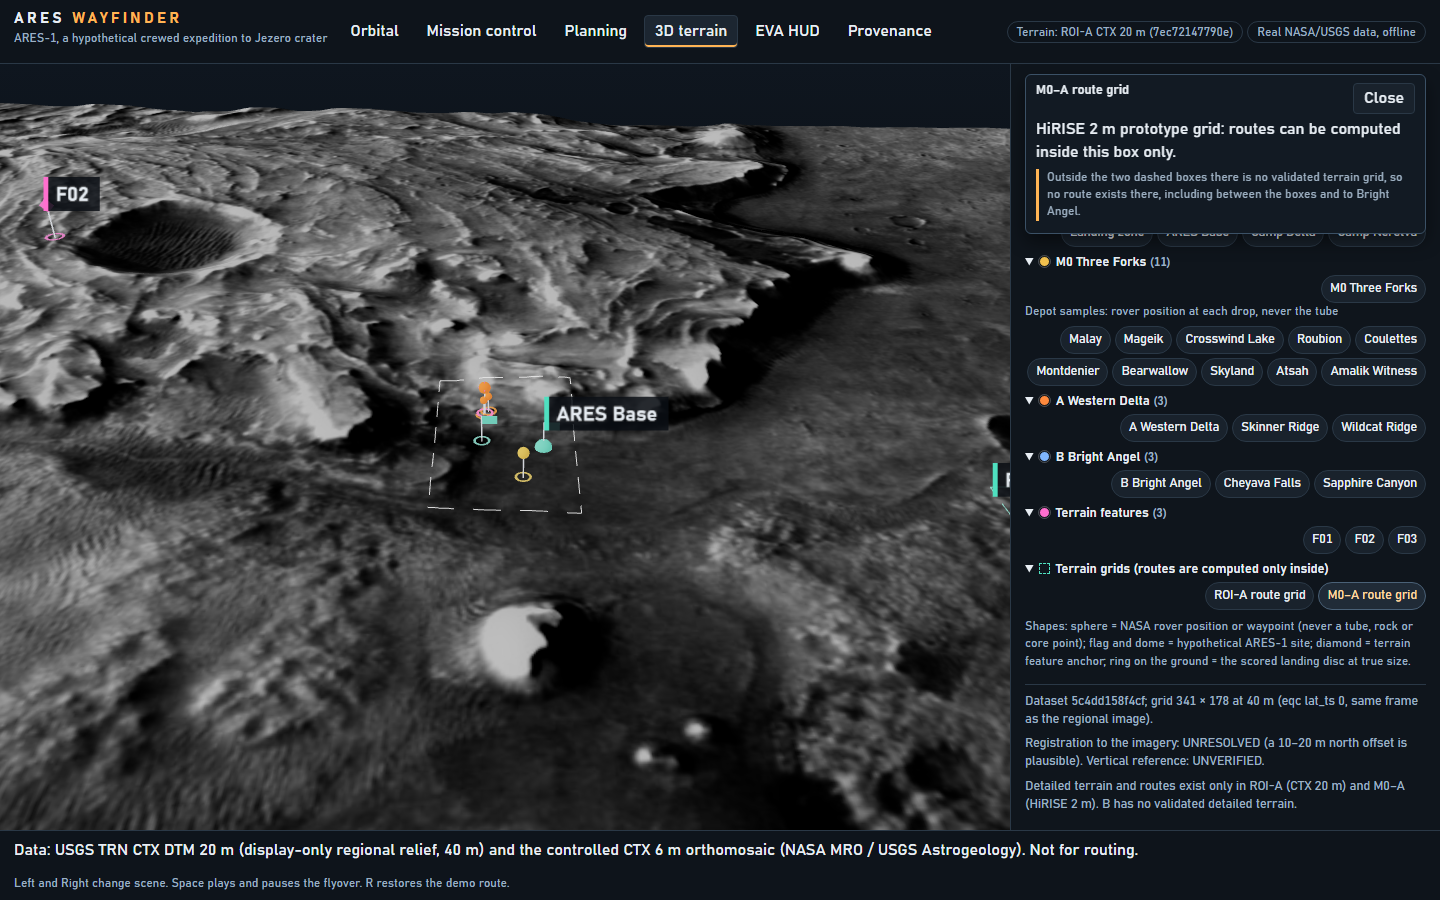 ARES WAYFINDER
ARES-1, a hypothetical crewed expedition to Jezero crater
Orbital
Mission control
Planning
3D terrain
EVA HUD
Provenance
Terrain: ROI-A CTX 20 m (7ec72147790e)
Real NASA/USGS data, offline
F02
ARES Base
M0–A route grid
Close
HiRISE 2 m prototype grid: routes can be computed
inside this box only.
Outside the two dashed boxes there is no validated terrain grid, so
no route exists there, including between the boxes and to Bright
Angel.
M0 Three Forks (11)
M0 Three Forks
Depot samples: rover position at each drop, never the tube
Malay
Mageik
Crosswind Lake
Roubion
Coulettes
Montdenier
Bearwallow
Skyland
Atsah
Amalik Witness
A Western Delta (3)
A Western Delta
Skinner Ridge
Wildcat Ridge
B Bright Angel (3)
B Bright Angel
Cheyava Falls
Sapphire Canyon
Terrain features (3)
F01
F02
F03
Terrain grids (routes are computed only inside)
ROI-A route grid
M0–A route grid
Shapes: sphere = NASA rover position or waypoint (never a tube, rock or
core point); flag and dome = hypothetical ARES-1 site; diamond = terrain
feature anchor; ring on the ground = the scored landing disc at true size.
Dataset 5c4dd158f4cf; grid 341 × 178 at 40 m (eqc lat_ts 0, same frame
as the regional image).
Registration to the imagery: UNRESOLVED (a 10–20 m north offset is
plausible). Vertical reference: UNVERIFIED.
Detailed terrain and routes exist only in ROI-A (CTX 20 m) and M0–A
(HiRISE 2 m). B has no validated detailed terrain.
Data: USGS TRN CTX DTM 20 m (display-only regional relief, 40 m) and the controlled CTX 6 m orthomosaic (NASA MRO / USGS Astrogeology). Not for routing.
Left and Right change scene. Space plays and pauses the flyover. R restores the demo route.